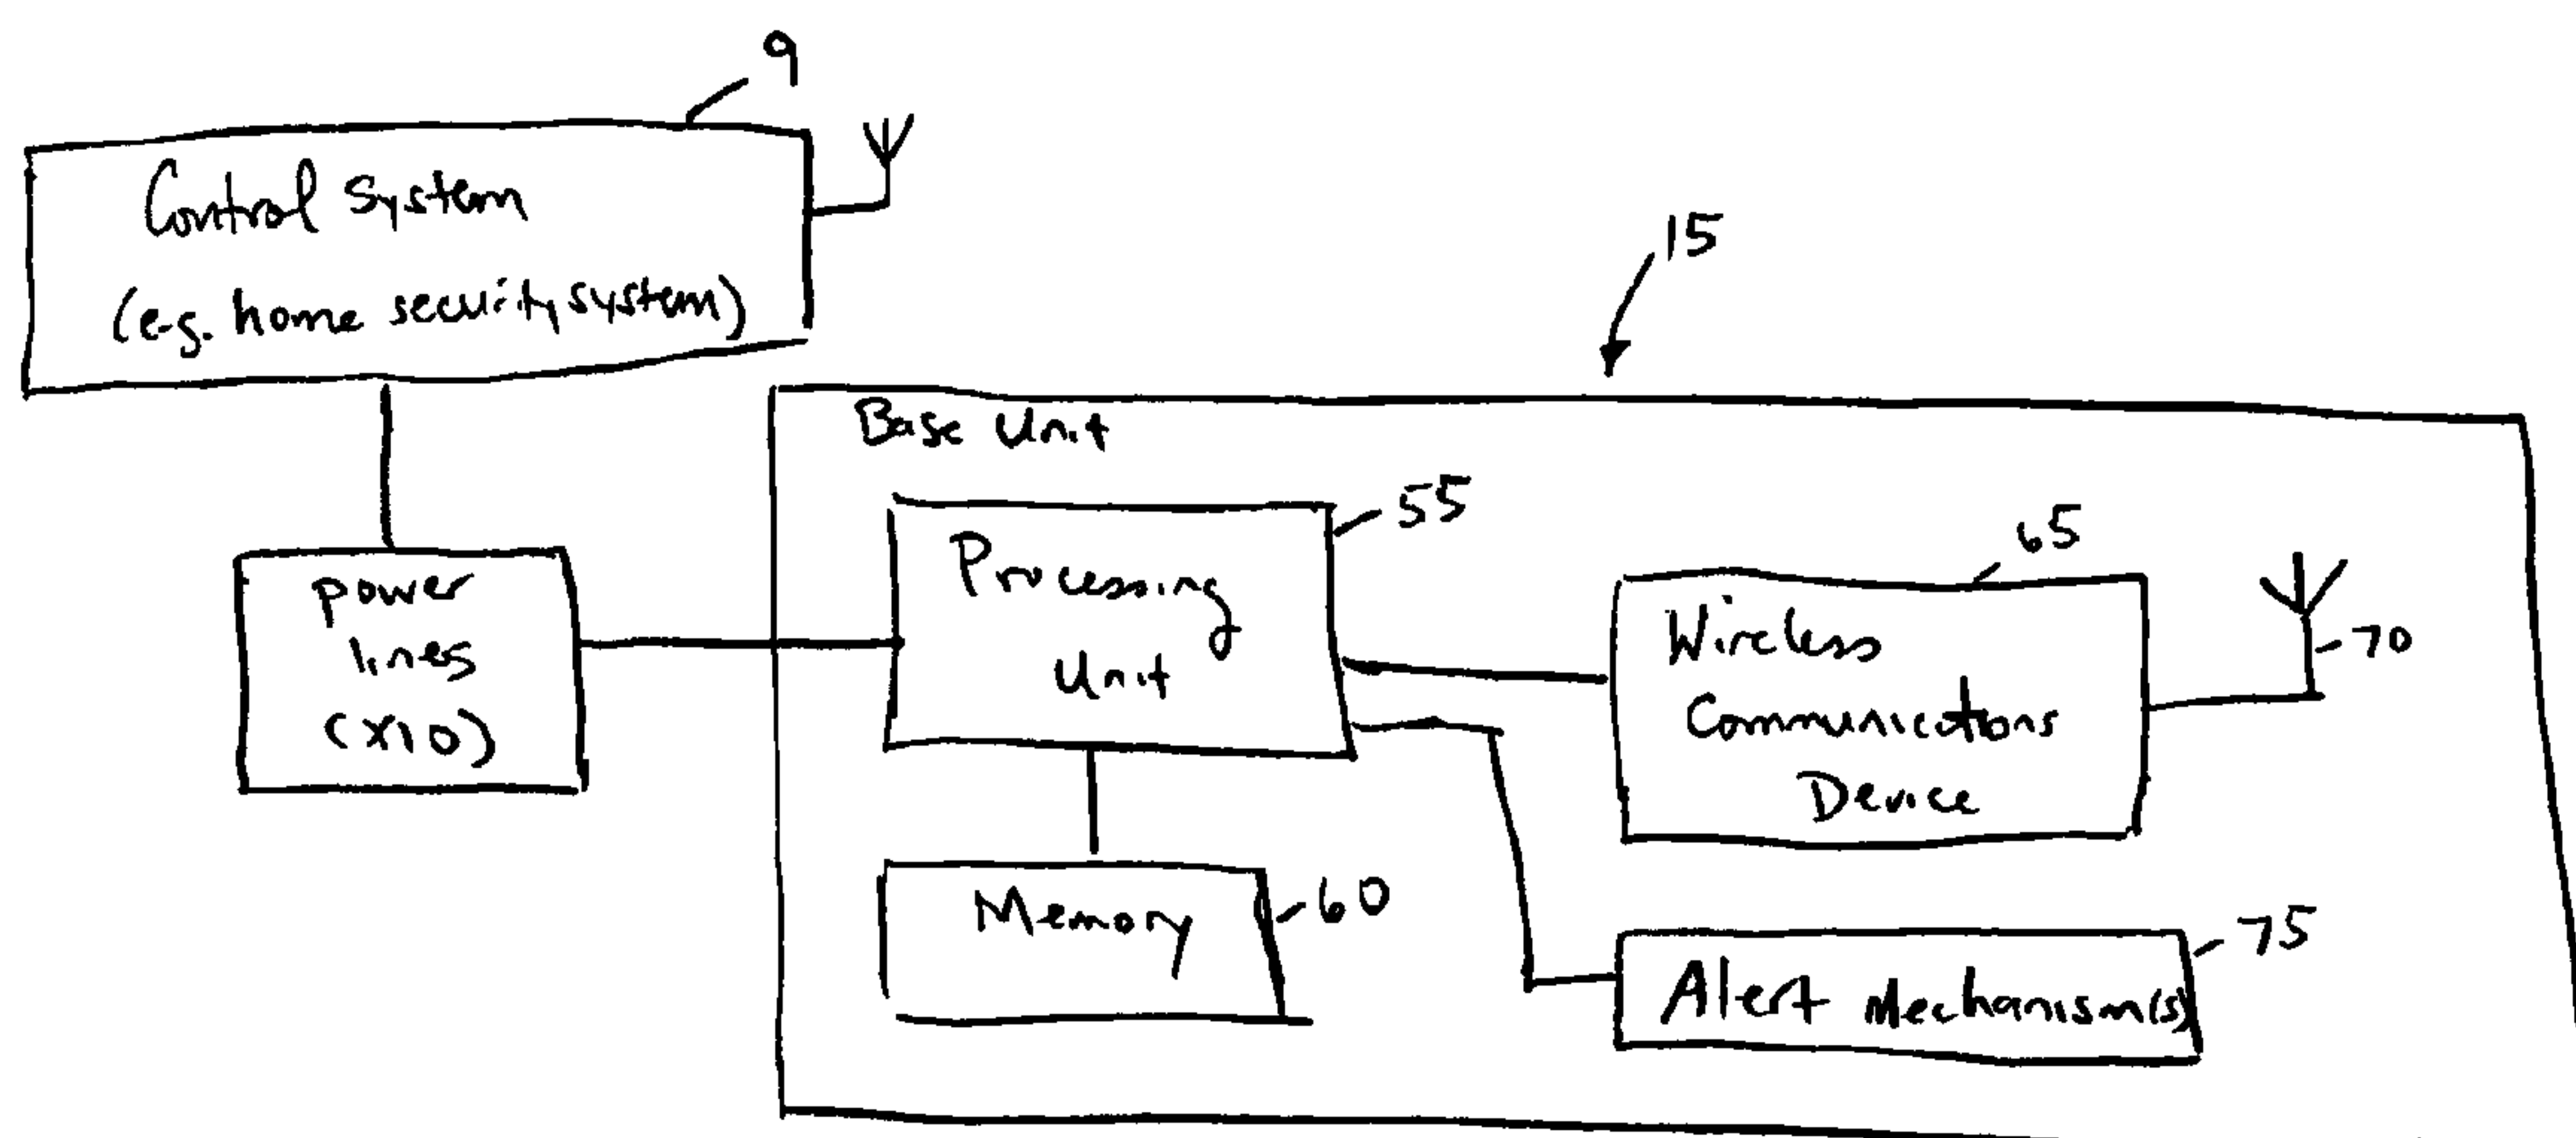 9
Control System
(e.g. home security system)
15
Base Unit
55
Processing
Unit
65
Wireless
Communications
Device
70
power
lines
(X10)
Memory
60
75
Alert Mechanism(s)